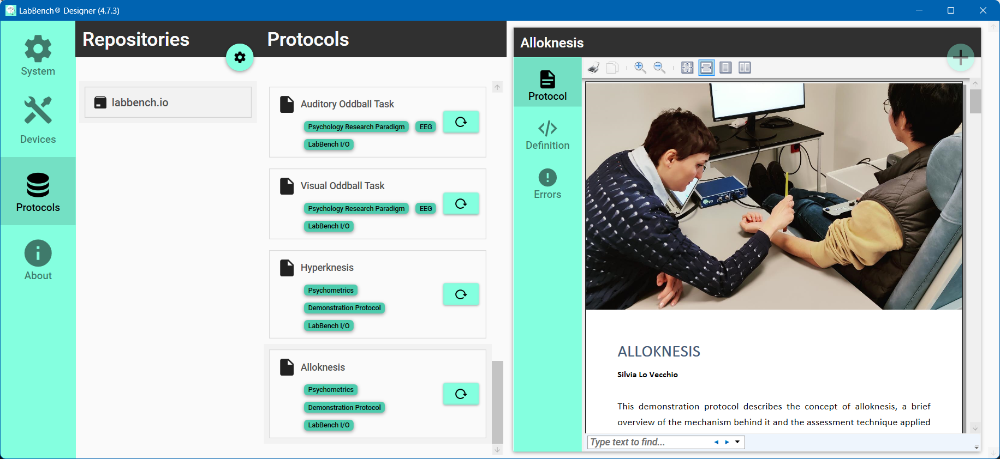 LabBench® Designer (4.7.3)
System
Devices
Protocols
About
Repositories
labbench.io
Protocols
Auditory Oddball Task
Psychology Research Paradigm EEG
LabBench I/O
Visual Oddball Task
Psychology Research Paradigm EEG
LabBench I/O
Hyperknesis
Psychometrics
Demonstration Protocol
LabBench I/O
Alloknesis
Psychometrics
Demonstration Protocol
LabBench I/O
Alloknesis
Protocol
Definition
Errors
I/O
ALLOKNESIS
Silvia Lo Vecchio
This demonstration protocol describes the concept of alloknesis, a brief
overview of the mechanism behind it and the assessment technique applied
Type text to find...